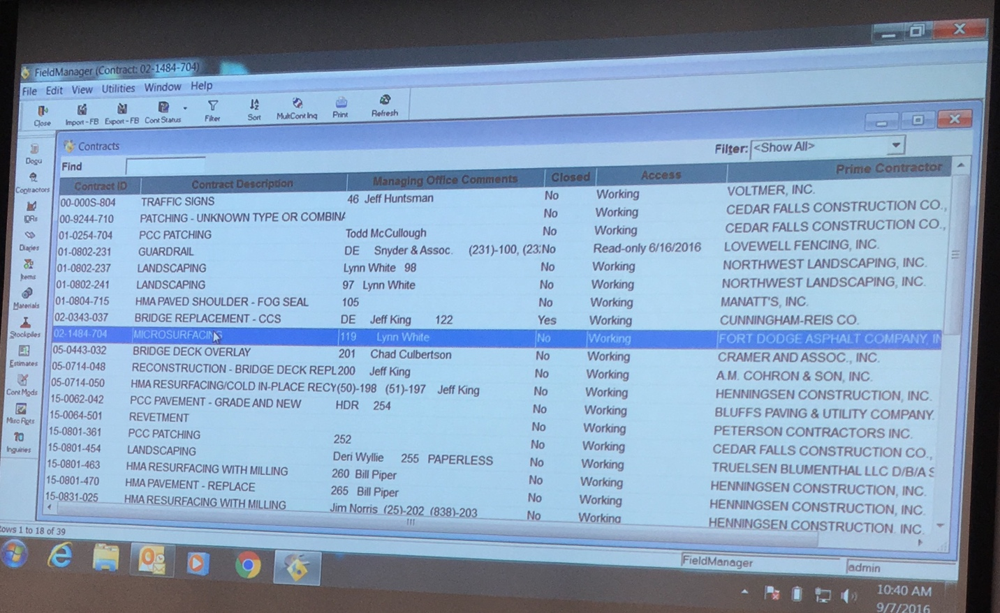 FieldManager (Contract: 02-1484-704)
File Edit View Utilities Window Help
Close Import-FB Export-FB Cont Status Filter Sort MultContInq Print Refresh
Contracts
Filter: <Show All>
Find
Contract ID Contract Description Managing Office Comments Closed Access Prime Contractor
00-000S-804 TRAFFIC SIGNS 46 Jeff Huntsman No Working VOLTMER, INC.
00-9244-710 PATCHING - UNKNOWN TYPE OR COMBINA No Working CEDAR FALLS CONSTRUCTION CO.,
01-0254-704 PCC PATCHING Todd McCullough No Working CEDAR FALLS CONSTRUCTION CO.,
01-0802-231 GUARDRAIL DE Snyder & Assoc. (231)-100, (23: No Read-only 6/16/2016 LOVEWELL FENCING, INC.
01-0802-237 LANDSCAPING Lynn White 98 No Working NORTHWEST LANDSCAPING, INC.
01-0802-241 LANDSCAPING 97 Lynn White No Working NORTHWEST LANDSCAPING, INC.
01-0804-715 HMA PAVED SHOULDER - FOG SEAL 105 No Working MANATT'S, INC.
02-0343-037 BRIDGE REPLACEMENT - CCS DE Jeff King 122 Yes Working CUNNINGHAM-REIS CO.
02-1484-704 MICROSURFACING 119 Lynn White No Working FORT DODGE ASPHALT COMPANY, IN
05-0443-032 BRIDGE DECK OVERLAY 201 Chad Culbertson No Working CRAMER AND ASSOC., INC.
05-0714-048 RECONSTRUCTION - BRIDGE DECK REPL 200 Jeff King No Working A.M. COHRON & SON, INC.
05-0714-050 HMA RESURFACING/COLD IN-PLACE RECY (50)-198 (51)-197 Jeff King No Working HENNINGSEN CONSTRUCTION, INC.
15-0062-042 PCC PAVEMENT - GRADE AND NEW HDR 254 No Working BLUFFS PAVING & UTILITY COMPANY.
15-0064-501 REVETMENT No Working PETERSON CONTRACTORS INC.
15-0801-361 PCC PATCHING 252 No Working CEDAR FALLS CONSTRUCTION CO.,
15-0801-454 LANDSCAPING Deri Wyllie 255 PAPERLESS No Working TRUELSEN BLUMENTHAL LLC D/B/A S
15-0801-463 HMA RESURFACING WITH MILLING 260 Bill Piper No Working HENNINGSEN CONSTRUCTION, INC.
15-0801-470 HMA PAVEMENT - REPLACE 265 Bill Piper No Working HENNINGSEN CONSTRUCTION, INC.
15-0831-025 HMA RESURFACING WITH MILLING Jim Norris (25)-202 (838)-203 No Working HENNINGSEN CONSTRUCTION, INC.
Docu
Contractors
IDRs
Diaries
Items
Materials
Stockpiles
Estimates
Cont Mods
Misc Rpts
Inquiries
ows 1 to 18 of 39
FieldManager admin
10:40 AM
9/7/2016